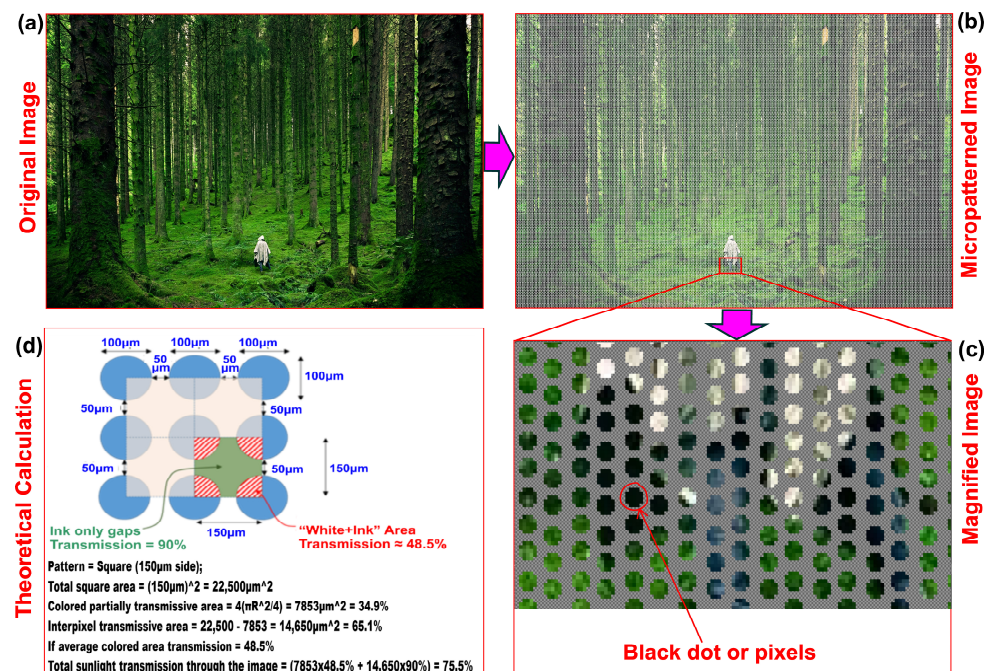 (a)
Original Image
(b)
Micropatterned Image
(d)
Theoretical Calculation
100μm
100μm
100μm
50
μm
50
μm
100μm
50μm
50μm
50μm
50μm
150μm
150μm
Ink only gaps
Transmission = 90%
“White+Ink” Area
Transmission ≈ 48.5%
Pattern = Square (150μm side);
Total square area = (150μm)^2 = 22,500μm^2
Colored partially transmissive area = 4(πR^2/4) = 7853μm^2 = 34.9%
Interpixel transmissive area = 22,500 - 7853 = 14,650μm^2 = 65.1%
If average colored area transmission = 48.5%
Total sunlight transmission through the image = (7853x48.5% + 14,650x90%) = 75.5%
(c)
Magnified Image
Black dot or pixels